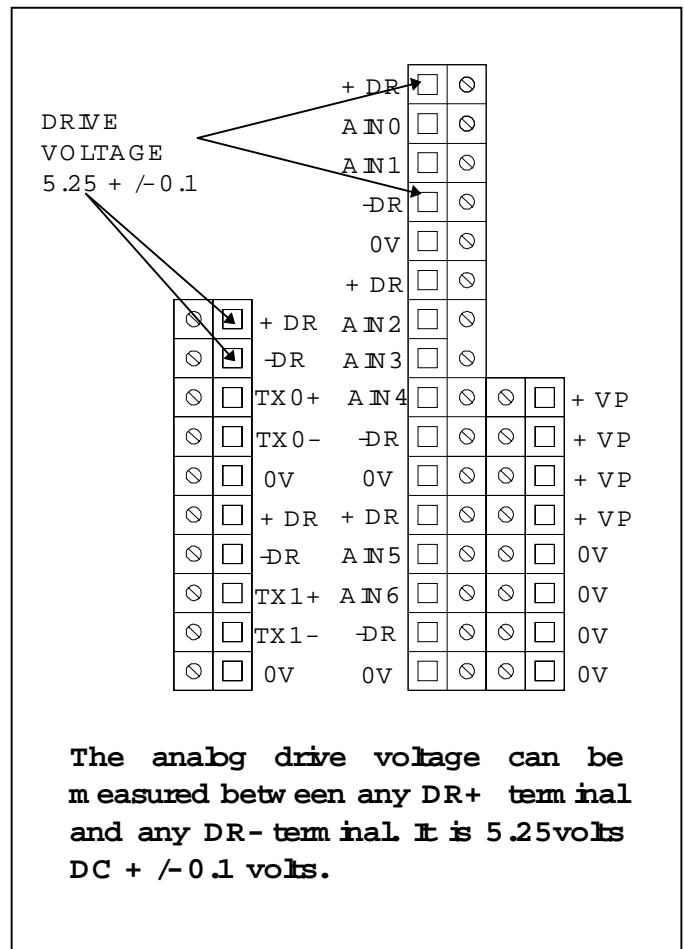 DRIVE
VOLTAGE
5.25 +/-0.1
+DR
AIN0
AIN1
-DR
0V
+DR
AIN2
AIN3
AIN4
-DR
0V
+DR
AIN5
AIN6
-DR
0V
+DR
-DR
TX0+
TX0-
0V
+DR
-DR
TX1+
TX1-
0V
+VP
+VP
+VP
+VP
0V
0V
0V
0V
The analog drive voltage can be
measured between any DR+ terminal
and any DR- terminal. It is 5.25volts
DC +/-0.1 volts.